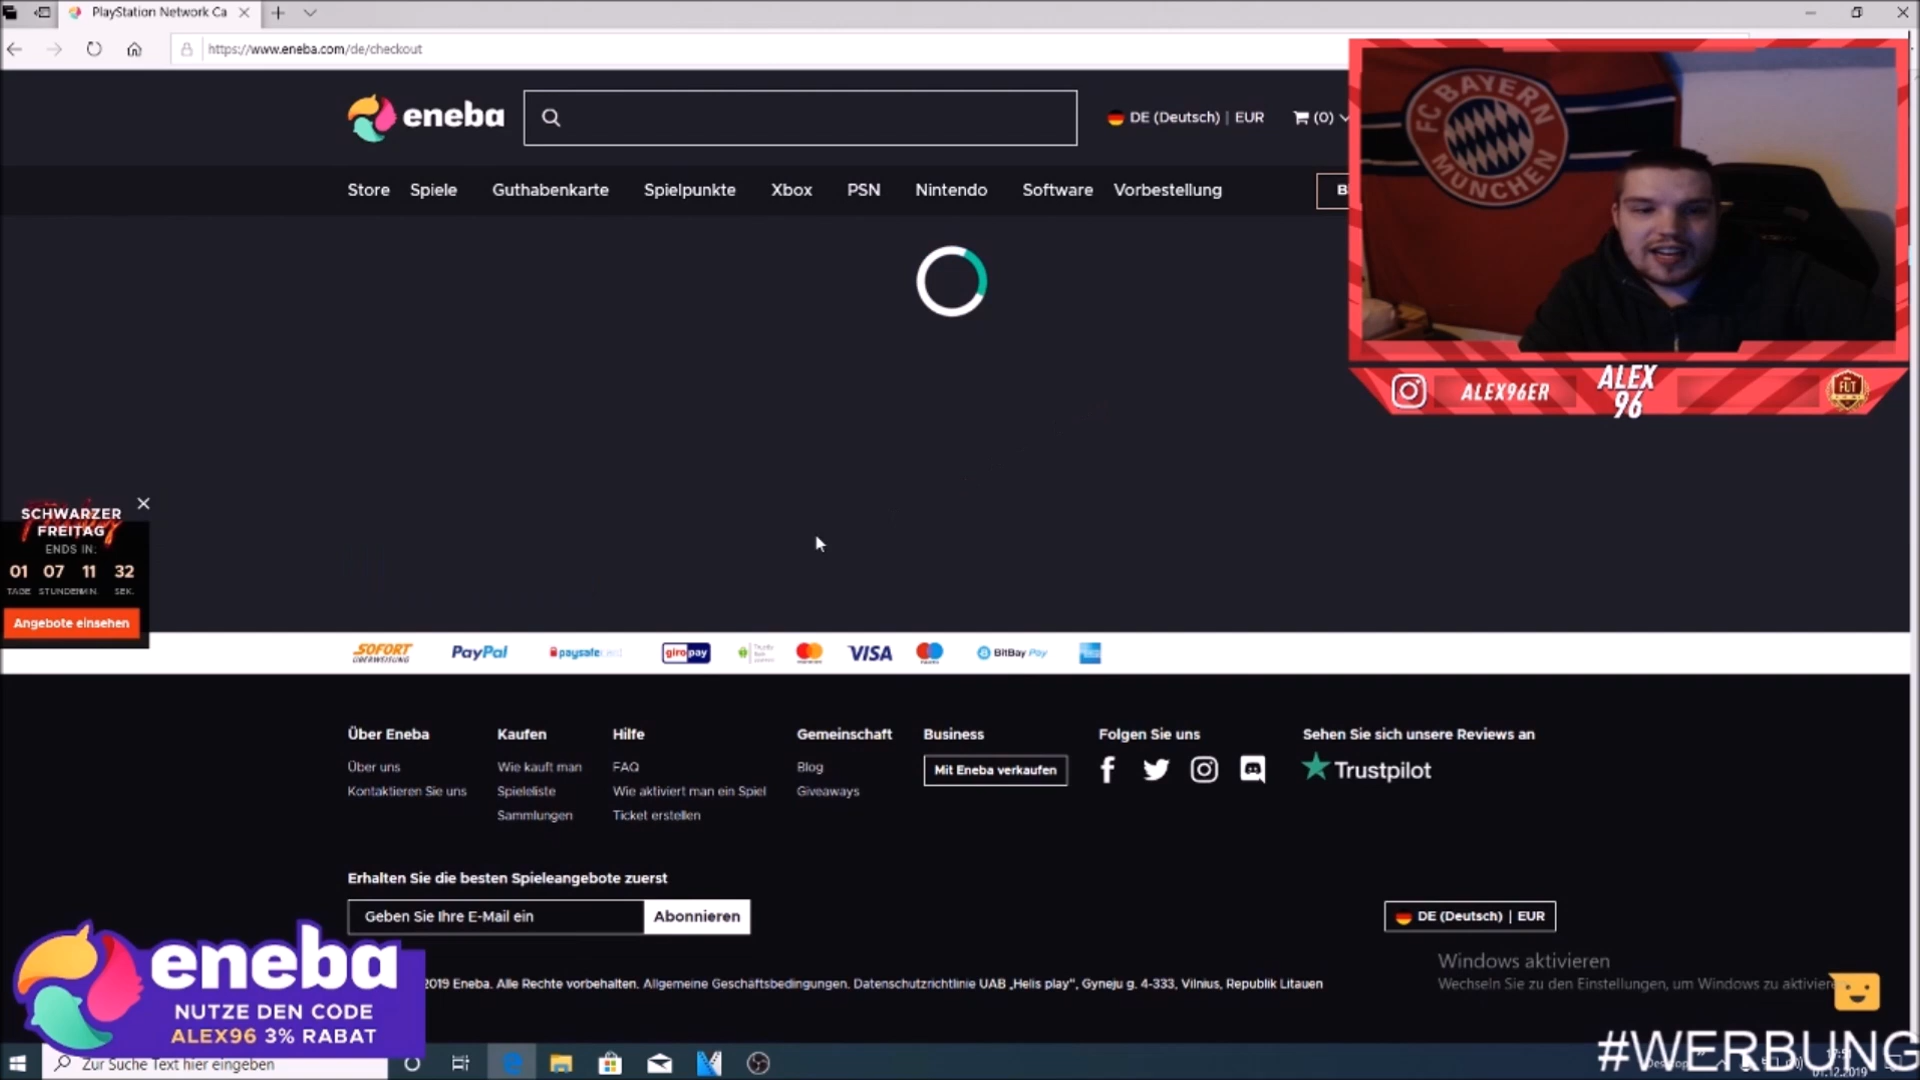 PlayStation Network Ca
https://www.eneba.com/de/checkout
eneba
DE (Deutsch) | EUR
(0)
Store Spiele Guthabenkarte Spielpunkte Xbox PSN Nintendo Software Vorbestellung
B
FC BAYERN
MÜNCHEN
ALEX96ER
ALEX
96
FUT
SCHWARZER
FREITAG
ENDS IN:
01 07 11 32
TAGE STUNDEN MIN. SEK.
Angebote einsehen
SOFORT
ÜBERWEISUNG
PayPal
paysafecard
giropay
VISA
BitBay Pay
Über Eneba
Über uns
Kontaktieren Sie uns
Kaufen
Wie kauft man
Spieleliste
Sammlungen
Hilfe
FAQ
Wie aktiviert man ein Spiel
Ticket erstellen
Gemeinschaft
Blog
Giveaways
Business
Mit Eneba verkaufen
Folgen Sie uns
Sehen Sie sich unsere Reviews an
Trustpilot
Erhalten Sie die besten Spieleangebote zuerst
Geben Sie Ihre E-Mail ein
Abonnieren
DE (Deutsch) | EUR
Windows aktivieren
Wechseln Sie zu den Einstellungen, um Windows zu aktivieren
2019 Eneba. Alle Rechte vorbehalten. Allgemeine Geschäftsbedingungen. Datenschutzrichtlinie UAB „Helis play", Gyneju g. 4-333, Vilnius, Republik Litauen
eneba
NUTZE DEN CODE
ALEX96 3% RABAT
#WERBUNG
Zur Suche Text hier eingeben
01.12.2019